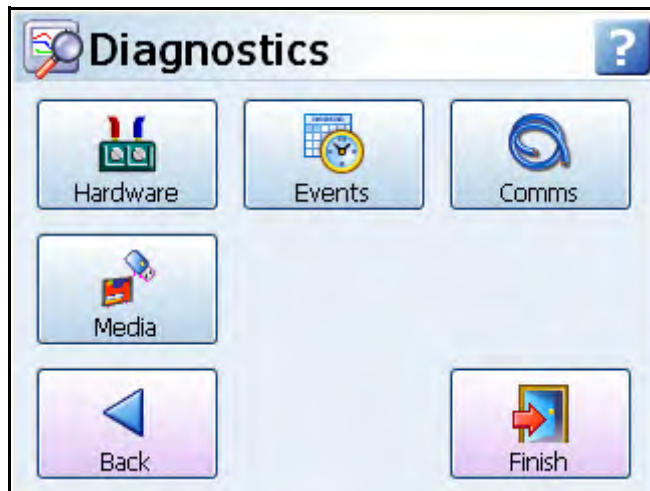 Diagnostics
?
Hardware
Events
Comms
Media
Back
Finish